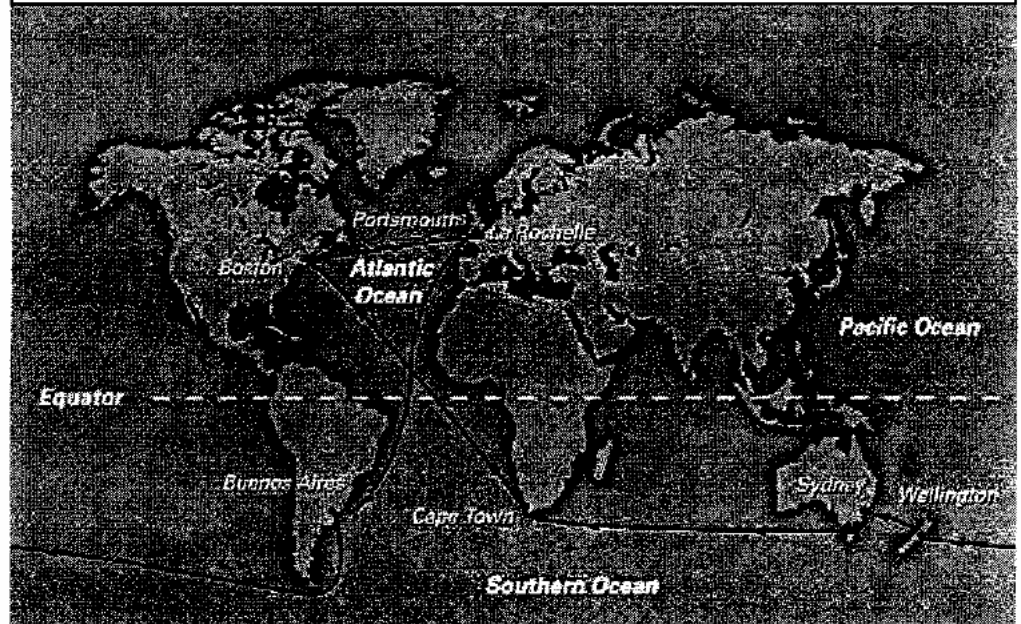 Portsmouth
La Rochelle
Boston
Atlantic
Ocean
Pacific Ocean
Equator
Buenos Aires
Sydney
Wellington
Cape Town
Southern Ocean